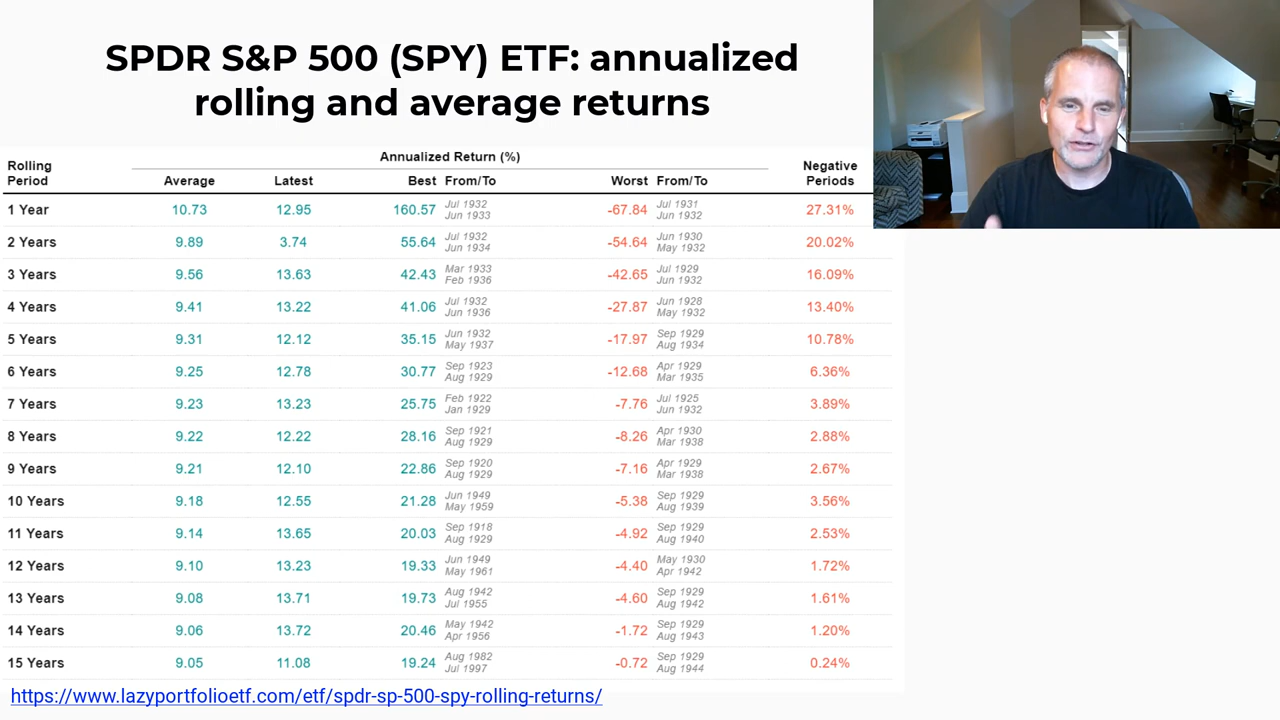 SPDR S&P 500 (SPY) ETF: annualized
rolling and average returns
Rolling Period Annualized Return (%) Negative Periods
Average Latest Best From/To Worst From/To
1 Year 10.73 12.95 160.57 Jul 1932 Jun 1933 -67.84 Jul 1931 Jun 1932 27.31%
2 Years 9.89 3.74 55.64 Jul 1932 Jun 1934 -54.64 Jun 1930 May 1932 20.02%
3 Years 9.56 13.63 42.43 Mar 1933 Feb 1936 -42.65 Jul 1929 Jun 1932 16.09%
4 Years 9.41 13.22 41.06 Jul 1932 Jun 1936 -27.87 Jun 1928 May 1932 13.40%
5 Years 9.31 12.12 35.15 Jun 1932 May 1937 -17.97 Sep 1929 Aug 1934 10.78%
6 Years 9.25 12.78 30.77 Sep 1923 Aug 1929 -12.68 Apr 1929 Mar 1935 6.36%
7 Years 9.23 13.23 25.75 Feb 1922 Jan 1929 -7.76 Jul 1925 Jun 1932 3.89%
8 Years 9.22 12.22 28.16 Sep 1921 Aug 1929 -8.26 Apr 1930 Mar 1938 2.88%
9 Years 9.21 12.10 22.86 Sep 1920 Aug 1929 -7.16 Apr 1929 Mar 1938 2.67%
10 Years 9.18 12.55 21.28 Jun 1949 May 1959 -5.38 Sep 1929 Aug 1939 3.56%
11 Years 9.14 13.65 20.03 Sep 1918 Aug 1929 -4.92 Sep 1929 Aug 1940 2.53%
12 Years 9.10 13.23 19.33 Jun 1949 May 1961 -4.40 May 1930 Apr 1942 1.72%
13 Years 9.08 13.71 19.73 Aug 1942 Jul 1955 -4.60 Sep 1929 Aug 1942 1.61%
14 Years 9.06 13.72 20.46 May 1942 Apr 1956 -1.72 Sep 1929 Aug 1943 1.20%
15 Years 9.05 11.08 19.24 Aug 1982 Jul 1997 -0.72 Sep 1929 Aug 1944 0.24%
https://www.lazyportfolioetf.com/etf/spdr-sp-500-spy-rolling-returns/